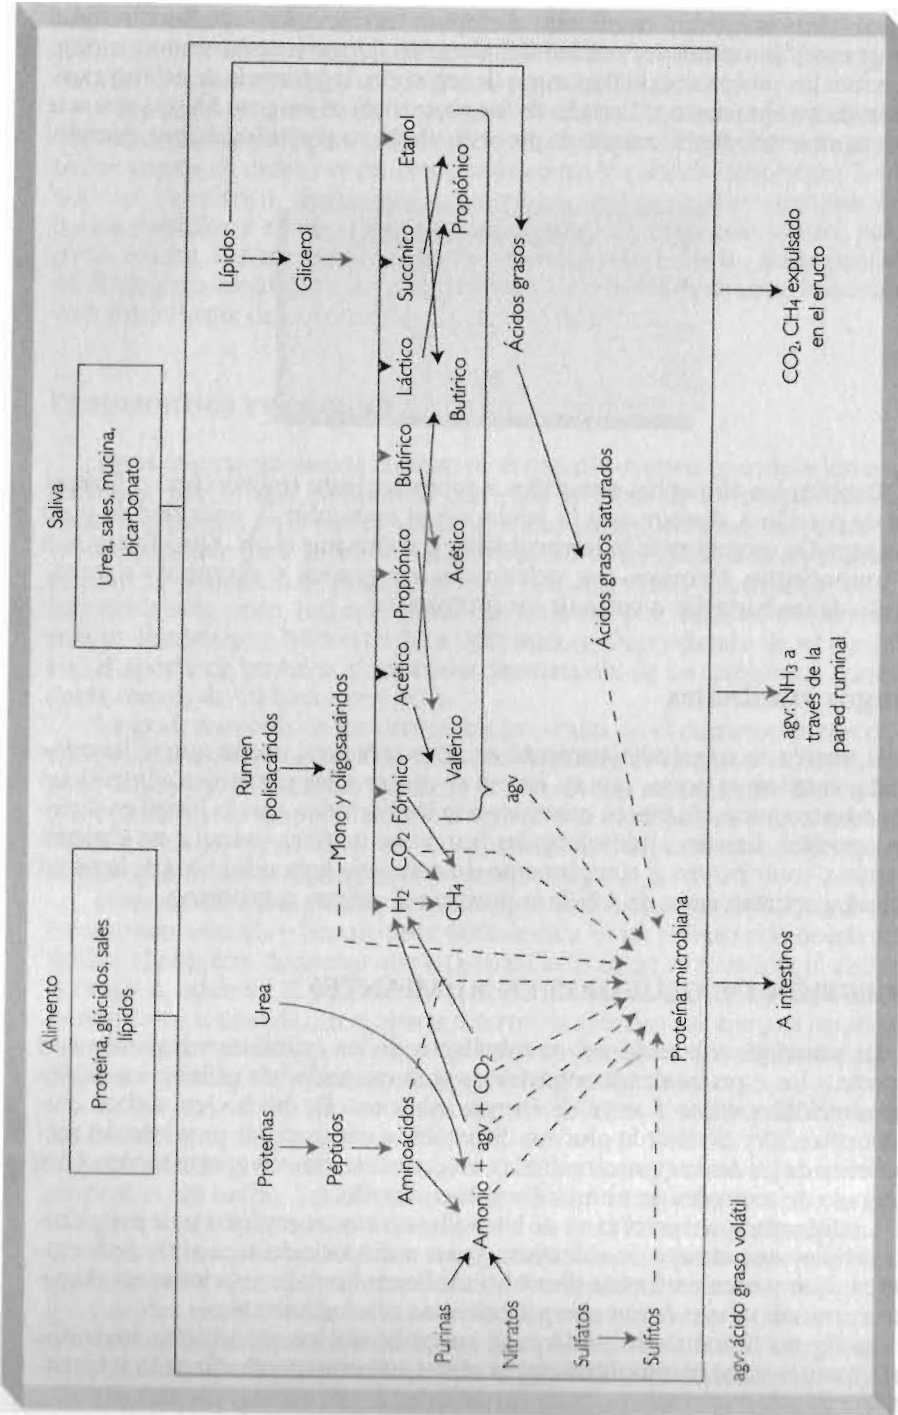 Alimento
Proteína, glúcidos, sales
lípidos
Saliva
Urea, sales, mucina,
bicarbonato
Proteínas
Péptidos
Aminoácidos
Urea
Rumen
polisacáridos
Mono y oligosacáridos
Lípidos
Glicerol
H2 CO2 Fórmico Acético Propiónico Butírico Láctico Succínico Etanol
CH4
agv
Valérico Acético Butírico Propiónico
Purinas
Amonio + agv + CO2
Nitratos
Sulfatos
Sulfitos
Ácidos grasos
Ácidos grasos saturados
Proteína microbiana
A intestinos
agv: NH3 a
través de la
pared ruminal
CO2, CH4 expulsado
en el eructo
agv: ácido graso volátil